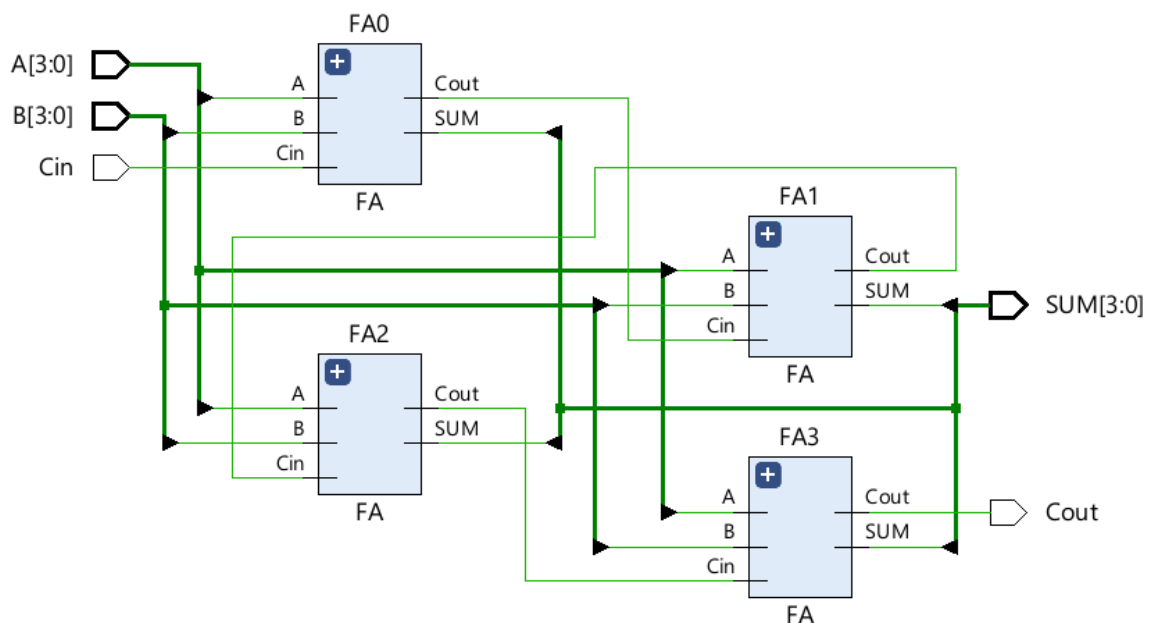 FA0
A[3:0]
A
Cout
B[3:0]
B
SUM
Cin
Cin
FA
FA1
A
Cout
B
SUM
SUM[3:0]
Cin
FA
FA2
A
Cout
B
SUM
Cin
FA
FA3
A
Cout
Cout
B
SUM
Cin
FA